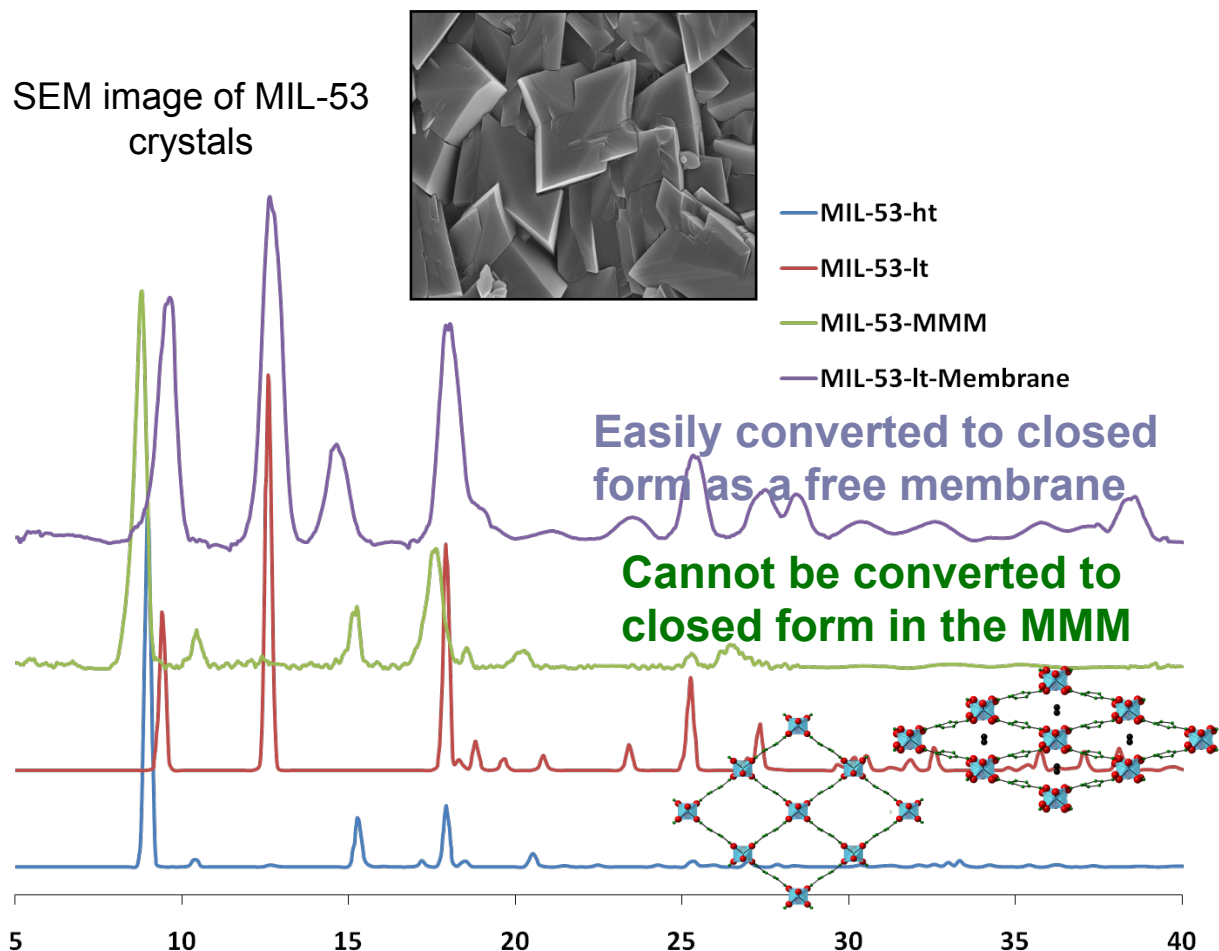 SEM image of MIL-53
crystals
MIL-53-ht
MIL-53-lt
MIL-53-MMM
MIL-53-lt-Membrane
Easily converted to closed
form as a free membrane
Cannot be converted to
closed form in the MMM
5 10 15 20 25 30 35 40